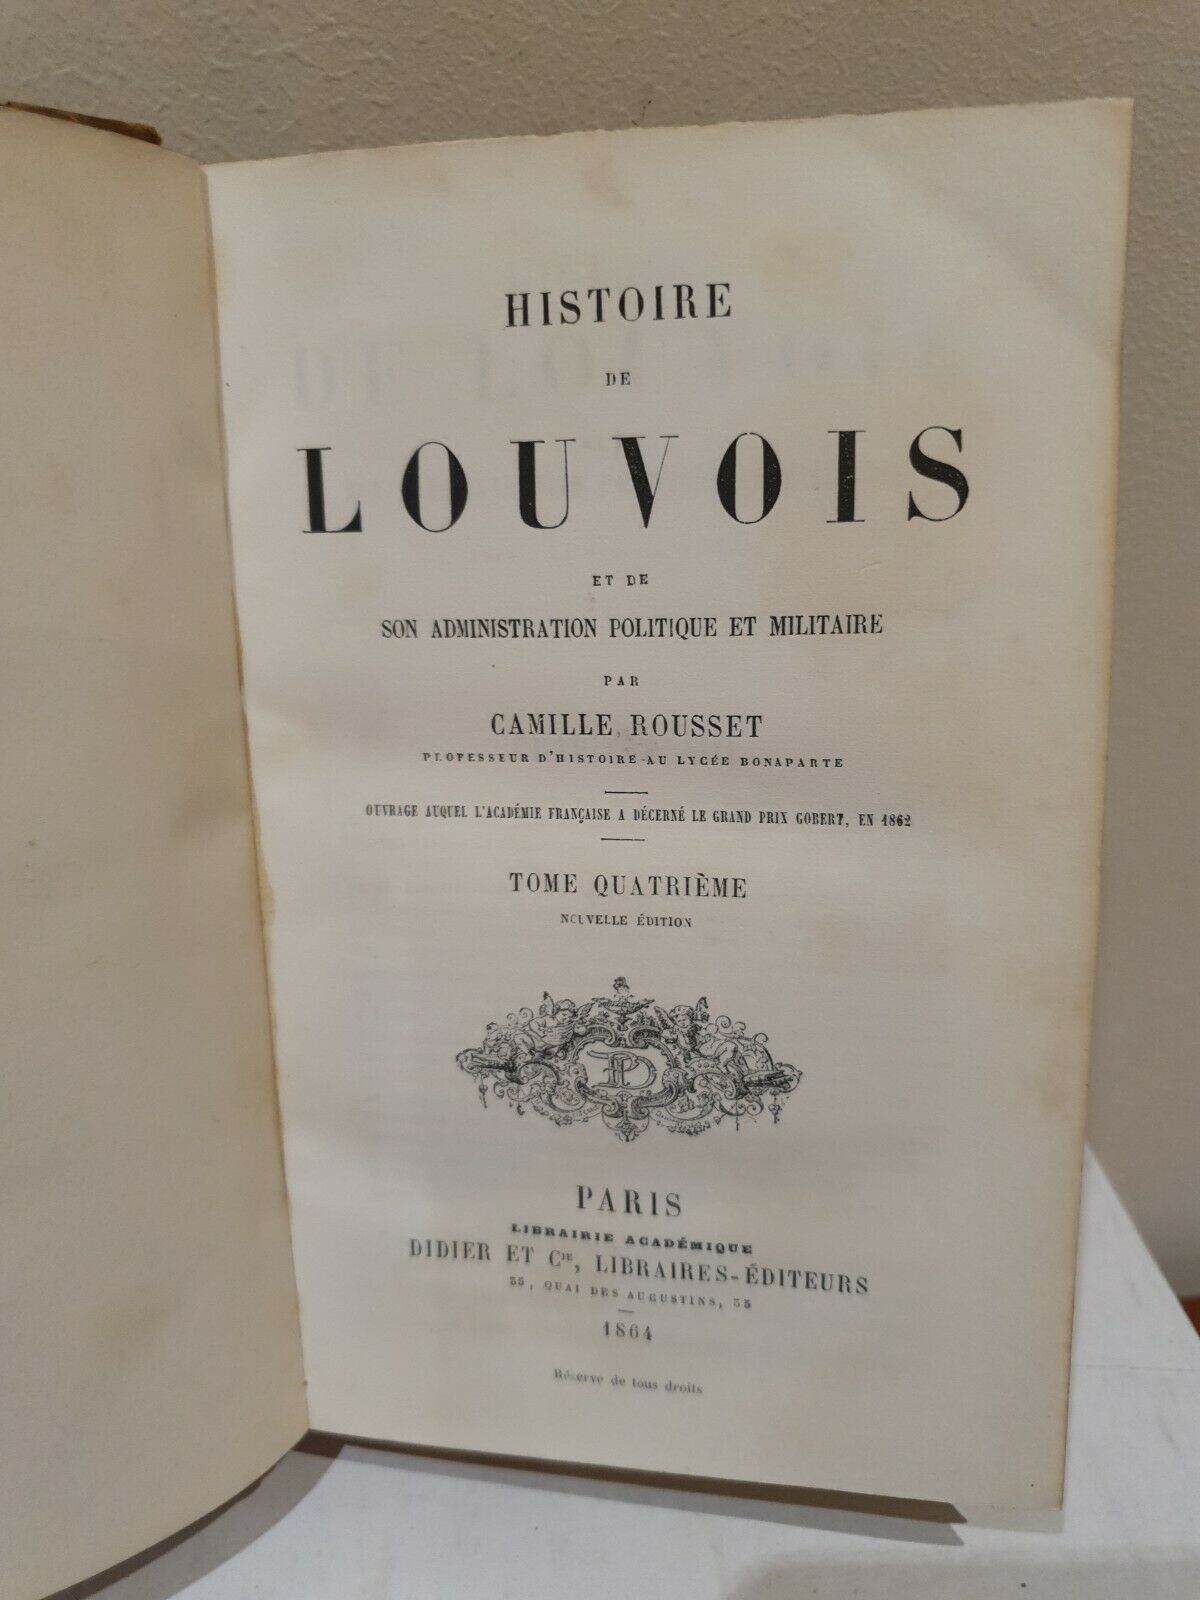 HISTOIRE
DE
LOUVOIS
ET DE
SON ADMINISTRATION POLITIQUE ET MILITAIRE
PAR
CAMILLE ROUSSET
PROFESSEUR D'HISTOIRE AU LYCÉE BONAPARTE
OUVRAGE AUQUEL L'ACADÉMIE FRANÇAISE A DÉCERNÉ LE GRAND PRIX GOBERT, EN 1862
TOME QUATRIÈME
NOUVELLE ÉDITION
PARIS
LIBRAIRIE ACADÉMIQUE
DIDIER ET Cie, LIBRAIRES-ÉDITEURS
35, QUAI DES AUGUSTINS, 35
1864
Réserve de tous droits